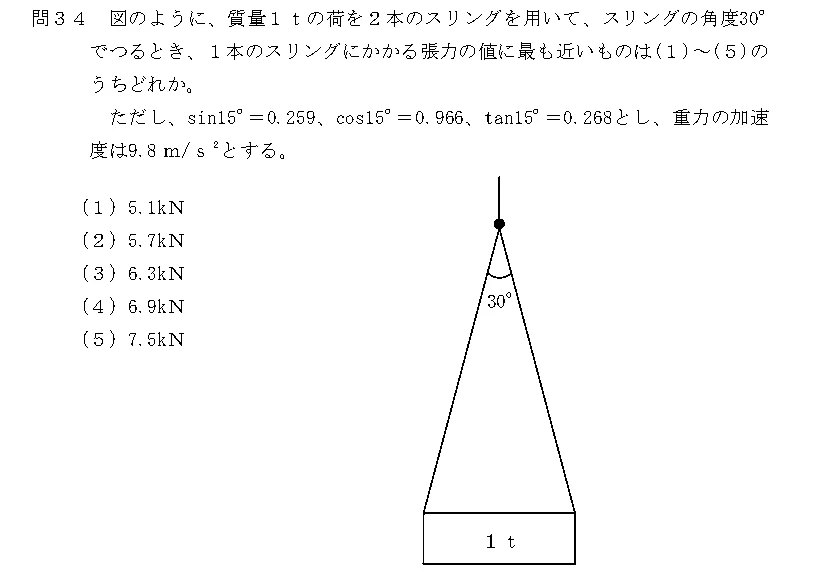 問３４　図のように、質量１ｔの荷を２本のスリングを用いて、スリングの角度30°
でつるとき、１本のスリングにかかる張力の値に最も近いものは(１)～(５)の
うちどれか。
ただし、sin15°＝0.259、cos15°＝0.966、tan15°＝0.268とし、重力の加速
度は9.8 m/ｓ²とする。
(１) 5.1kN
(２) 5.7kN
(３) 6.3kN
(４) 6.9kN
(５) 7.5kN
30°
１ｔ